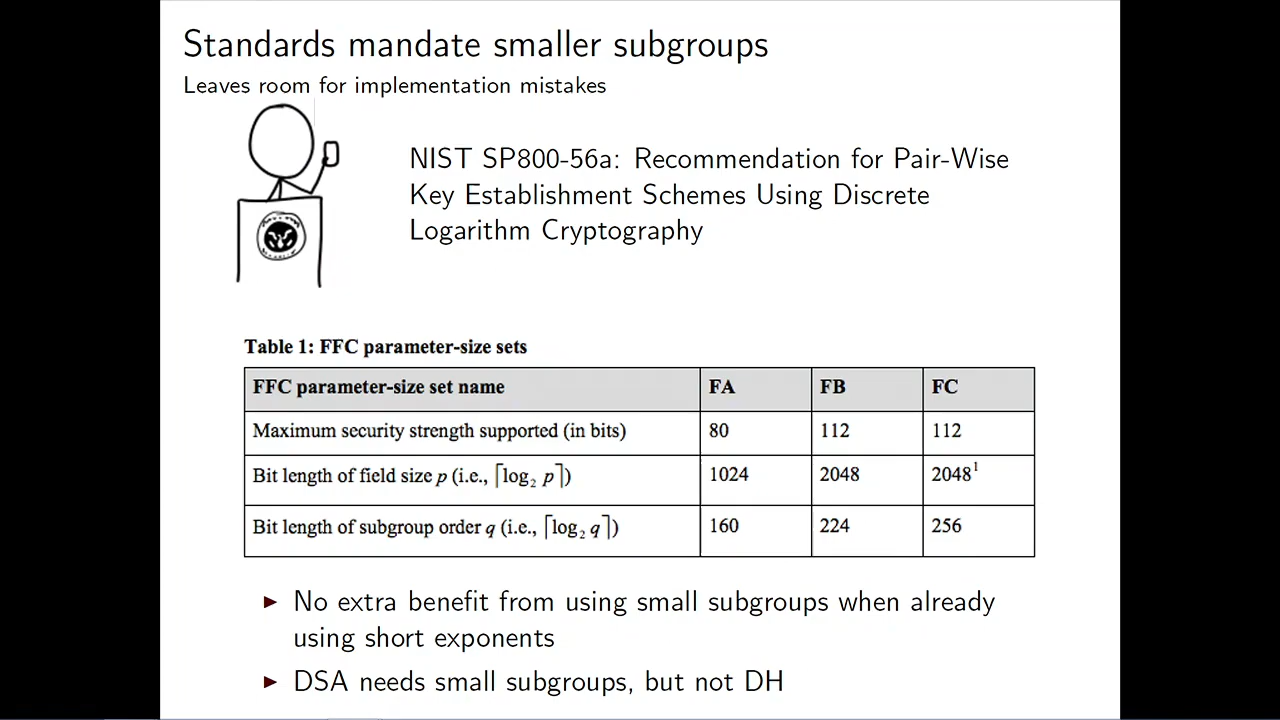 Standards mandate smaller subgroups
Leaves room for implementation mistakes
NIST SP800-56a: Recommendation for Pair-Wise
Key Establishment Schemes Using Discrete
Logarithm Cryptography
Table 1: FFC parameter-size sets
FFC parameter-size set name FA FB FC
Maximum security strength supported (in bits) 80 112 112
Bit length of field size p (i.e., ⌈log₂ p⌉) 1024 2048 2048¹
Bit length of subgroup order q (i.e., ⌈log₂ q⌉) 160 224 256
▶ No extra benefit from using small subgroups when already
using short exponents
▶ DSA needs small subgroups, but not DH